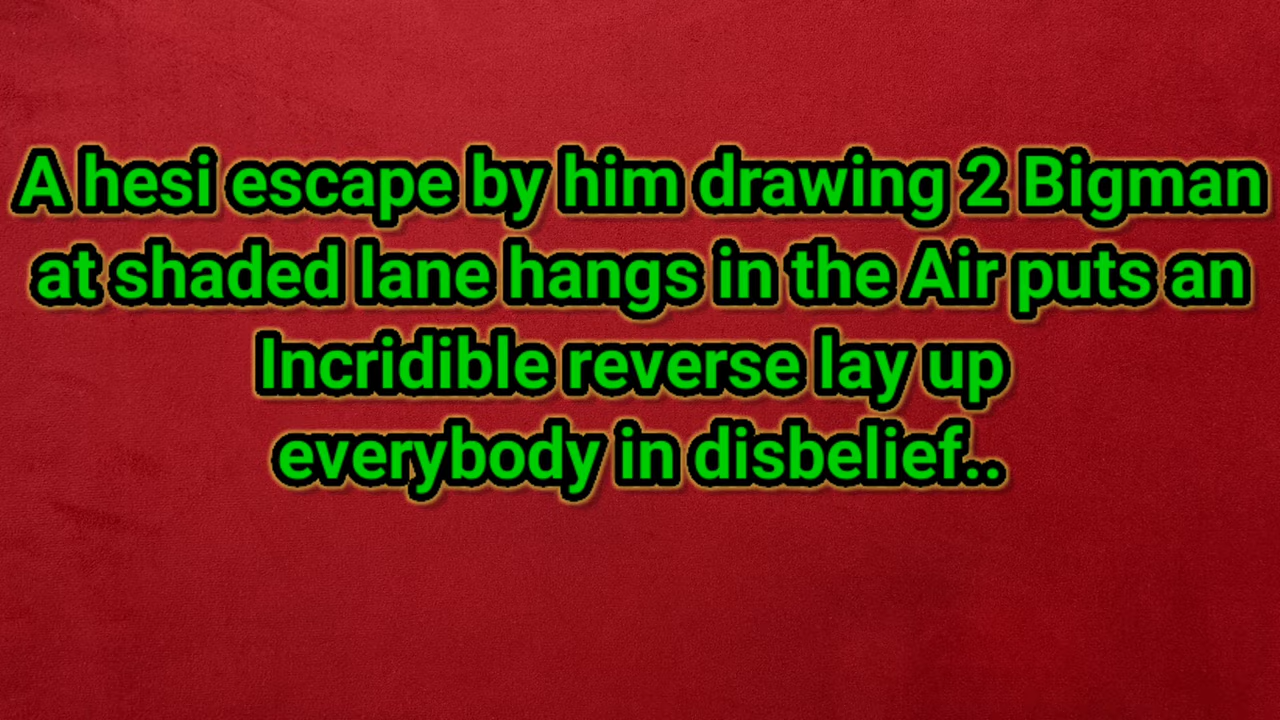 A hesi escape by him drawing 2 Bigman
at shaded lane hangs in the Air puts an
Incridible reverse lay up
everybody in disbelief..